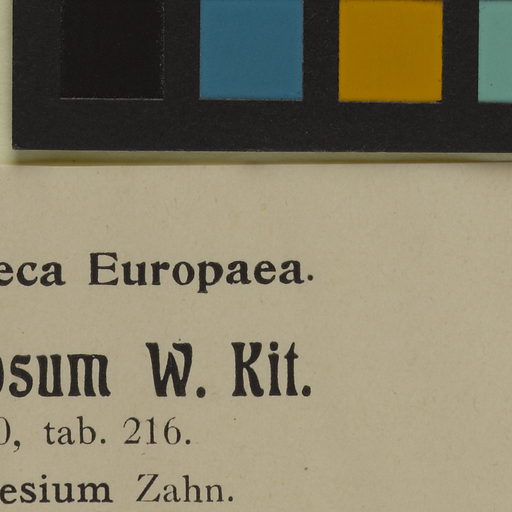 eca Europaea.
osum W. Kit.
0, tab. 216.
esium Zahn.